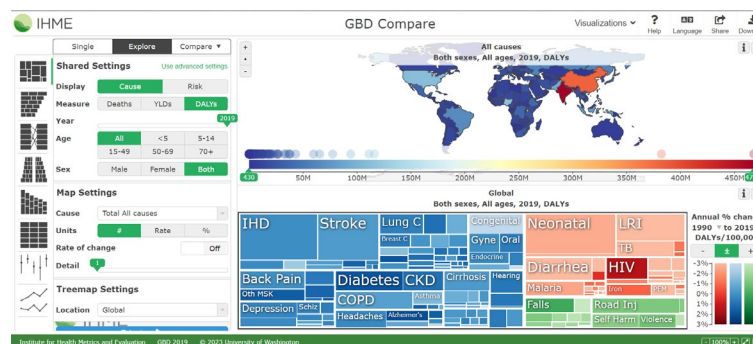 IHME
GBD Compare
Visualizations
?
Help
Language
Share
Single
Explore
Compare
Shared Settings
Use advanced settings
Display
Cause
Risk
Measure
Deaths
YLDs
DALYs
Year
2019
Age
All
<5
5-14
15-49
50-69
70+
Sex
Male
Female
Both
Map Settings
Cause
Total All causes
Units
#
Rate
%
Rate of change
Off
Detail
1
Treemap Settings
Location
Global
+
-
All causes
Both sexes, All ages, 2019, DALYs
i
430
50M
100M
150M
200M
250M
300M
350M
400M
450M
Global
Both sexes, All ages, 2019, DALYs
i
IHD
Stroke
Lung C
Breast C
Congenital
Gyne
Oral
Endocrine
Neonatal
LRI
TB
Back Pain
Oth MSK
Depression
Schiz
Diabetes
CKD
COPD
Asthma
Headaches
Alzheimer's
Cirrhosis
Hearing
Diarrhea
HIV
Malaria
Iron
PEM
Falls
Road Inj
Self Harm
Violence
Annual % chan
1990 to 2019
DALYs/100,00
- ± +
-3%
-2%
-1%
0%
1%
2%
3%
Institute for Health Metrics and Evaluation GBD 2019 © 2023 University of Washington
- 100% +